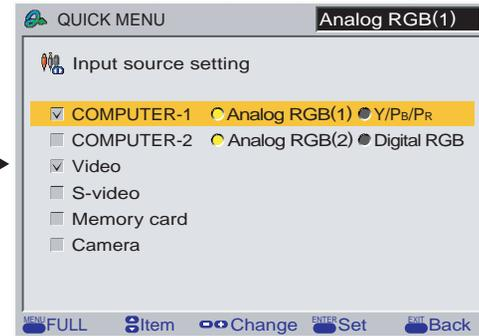 QUICK MENU Analog RGB(1)
Input source setting
COMPUTER-1 Analog RGB(1) Y/PB/PR
COMPUTER-2 Analog RGB(2) Digital RGB
Video
S-video
Memory card
Camera
MENU FULL Item Change ENTER Set EXIT Back